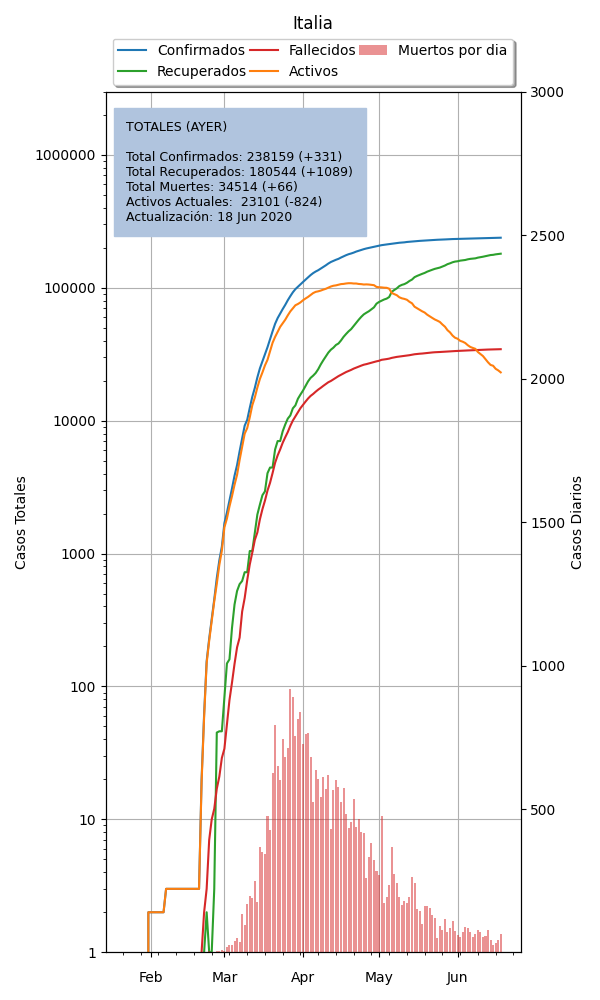 Italia
Confirmados
Recuperados
Fallecidos
Activos
Muertos por dia
TOTALES (AYER)
Total Confirmados: 238159 (+331)
Total Recuperados: 180544 (+1089)
Total Muertes: 34514 (+66)
Activos Actuales:  23101 (-824)
Actualización: 18 Jun 2020
Casos Totales
1000000
100000
10000
1000
100
10
1
Feb
Mar
Apr
May
Jun
3000
2500
2000
1500
1000
500
Casos Diarios